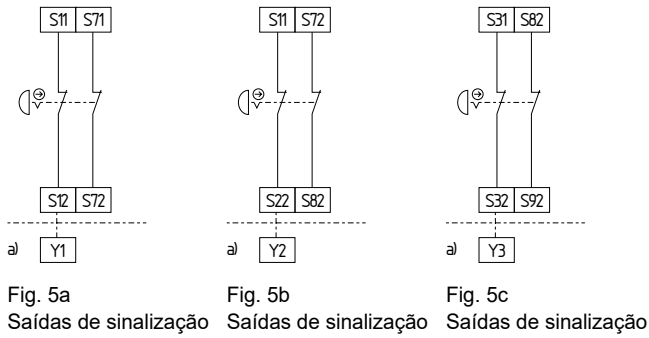 S11 S71
S12 S72
a) Y1
Fig. 5a
Saídas de sinalização
S11 S72
S22 S82
a) Y2
Fig. 5b
Saídas de sinalização
S31 S82
S32 S92
a) Y3
Fig. 5c
Saídas de sinalização